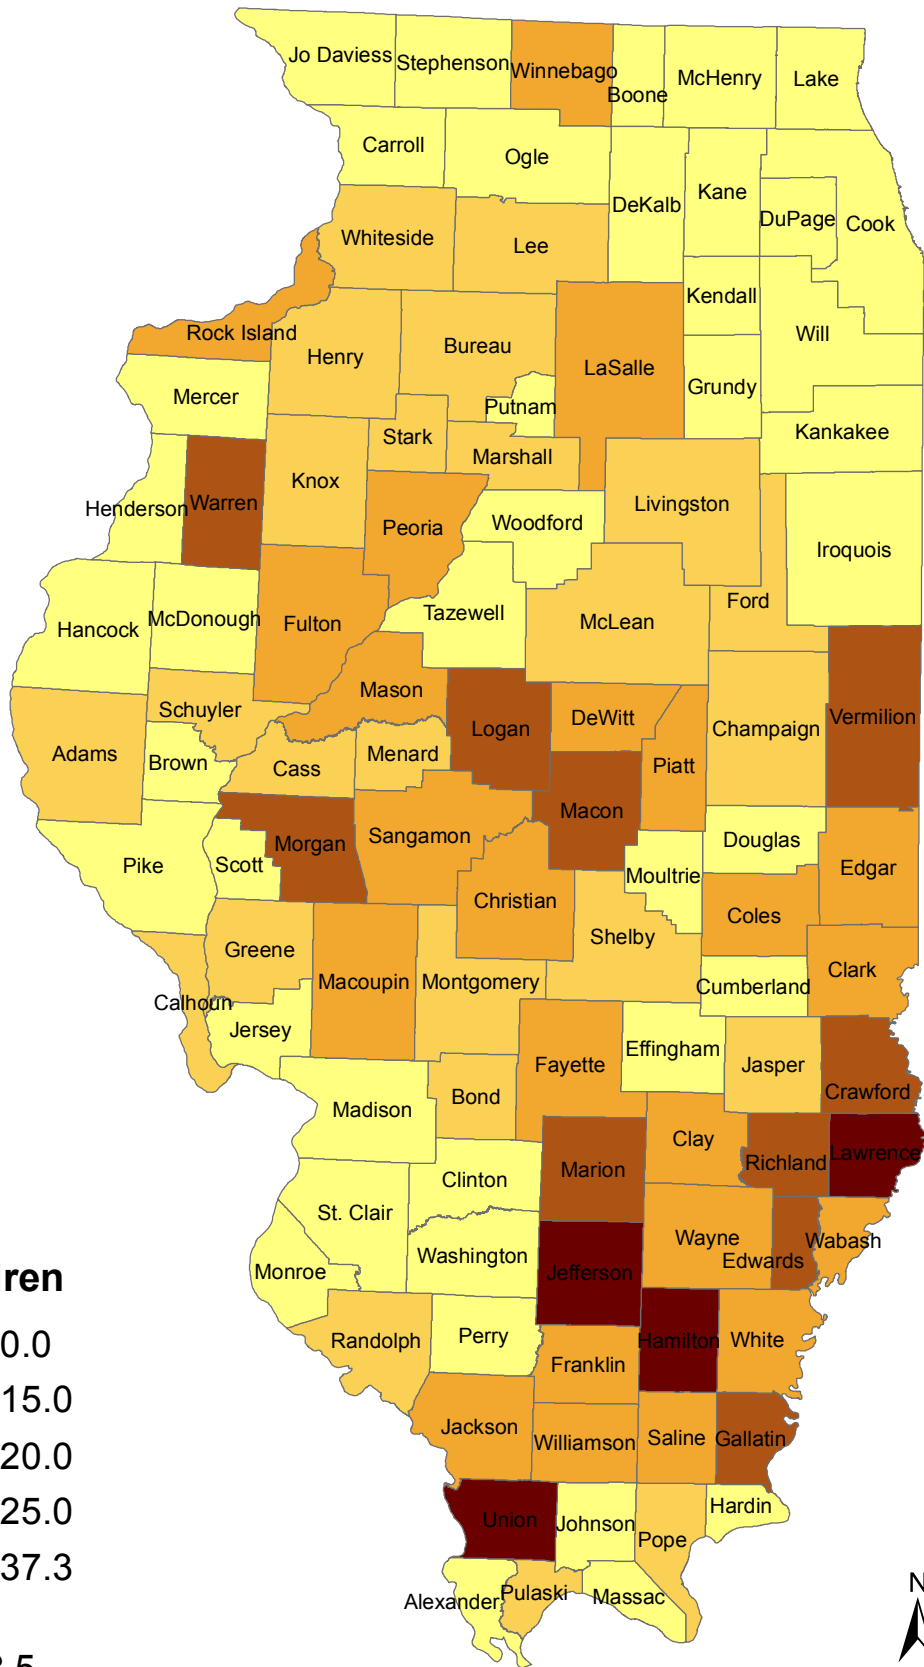 Jo Daviess
Stephenson
Winnebago
Boone
McHenry
Lake
Carroll
Ogle
DeKalb
Kane
DuPage
Cook
Whiteside
Lee
Kendall
Will
Rock Island
Henry
Bureau
LaSalle
Grundy
Mercer
Putnam
Kankakee
Stark
Marshall
Henderson
Warren
Knox
Peoria
Woodford
Livingston
Iroquois
Hancock
McDonough
Fulton
Tazewell
McLean
Ford
Mason
Schuyler
Logan
DeWitt
Champaign
Vermilion
Adams
Brown
Cass
Menard
Piatt
Macon
Pike
Scott
Morgan
Sangamon
Moultrie
Douglas
Edgar
Christian
Coles
Greene
Shelby
Calhoun
Macoupin
Montgomery
Cumberland
Clark
Jersey
Fayette
Effingham
Jasper
Crawford
Madison
Bond
Marion
Clay
Richland
Lawrence
Clinton
St. Clair
Wayne
Edwards
Wabash
Washington
Monroe
Jefferson
Randolph
Perry
Franklin
Hamilton
White
Jackson
Williamson
Saline
Gallatin
Union
Johnson
Pope
Hardin
Alexander
Pulaski
Massac
ren
0.0
15.0
20.0
25.0
37.3
N